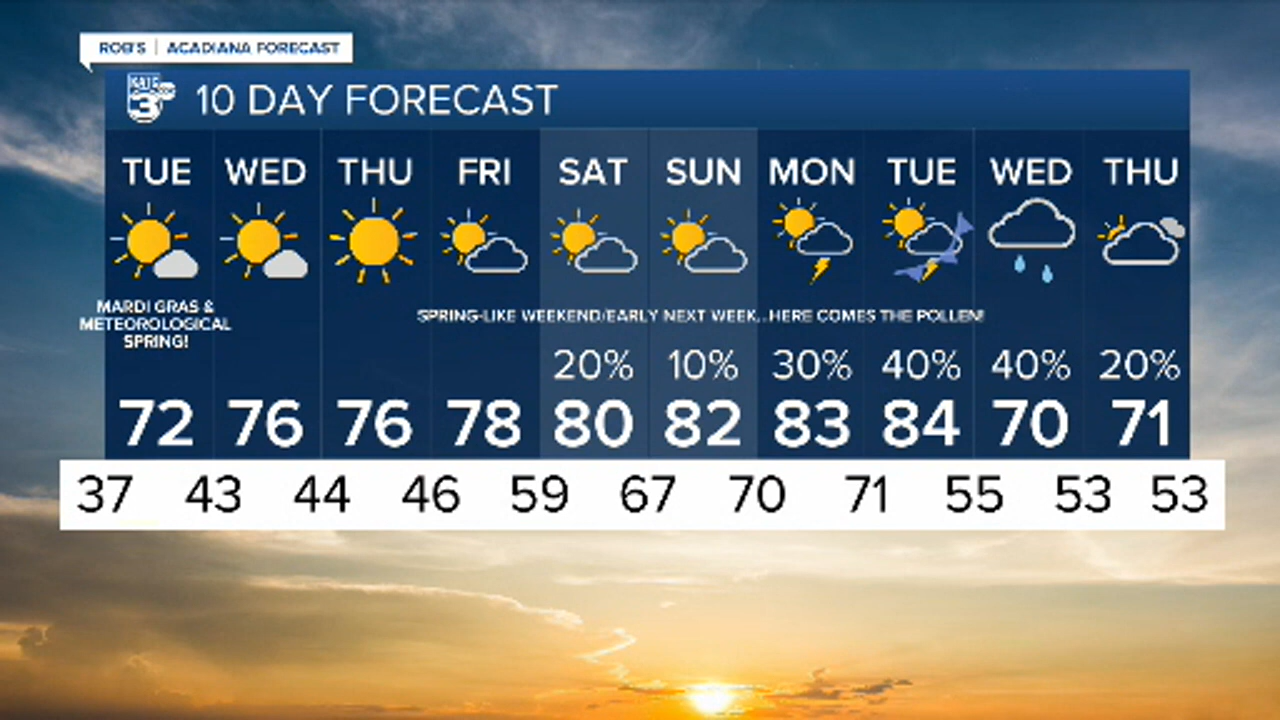 ROB'S | ACADIANA FORECAST
KATC
3
10 DAY FORECAST
TUE WED THU FRI SAT SUN MON TUE WED THU
MARDI GRAS &
METEOROLOGICAL
SPRING!
SPRING-LIKE WEEKEND/EARLY NEXT WEEK...HERE COMES THE POLLEN!
20% 10% 30% 40% 40% 20%
72 76 76 78 80 82 83 84 70 71
37 43 44 46 59 67 70 71 55 53 53